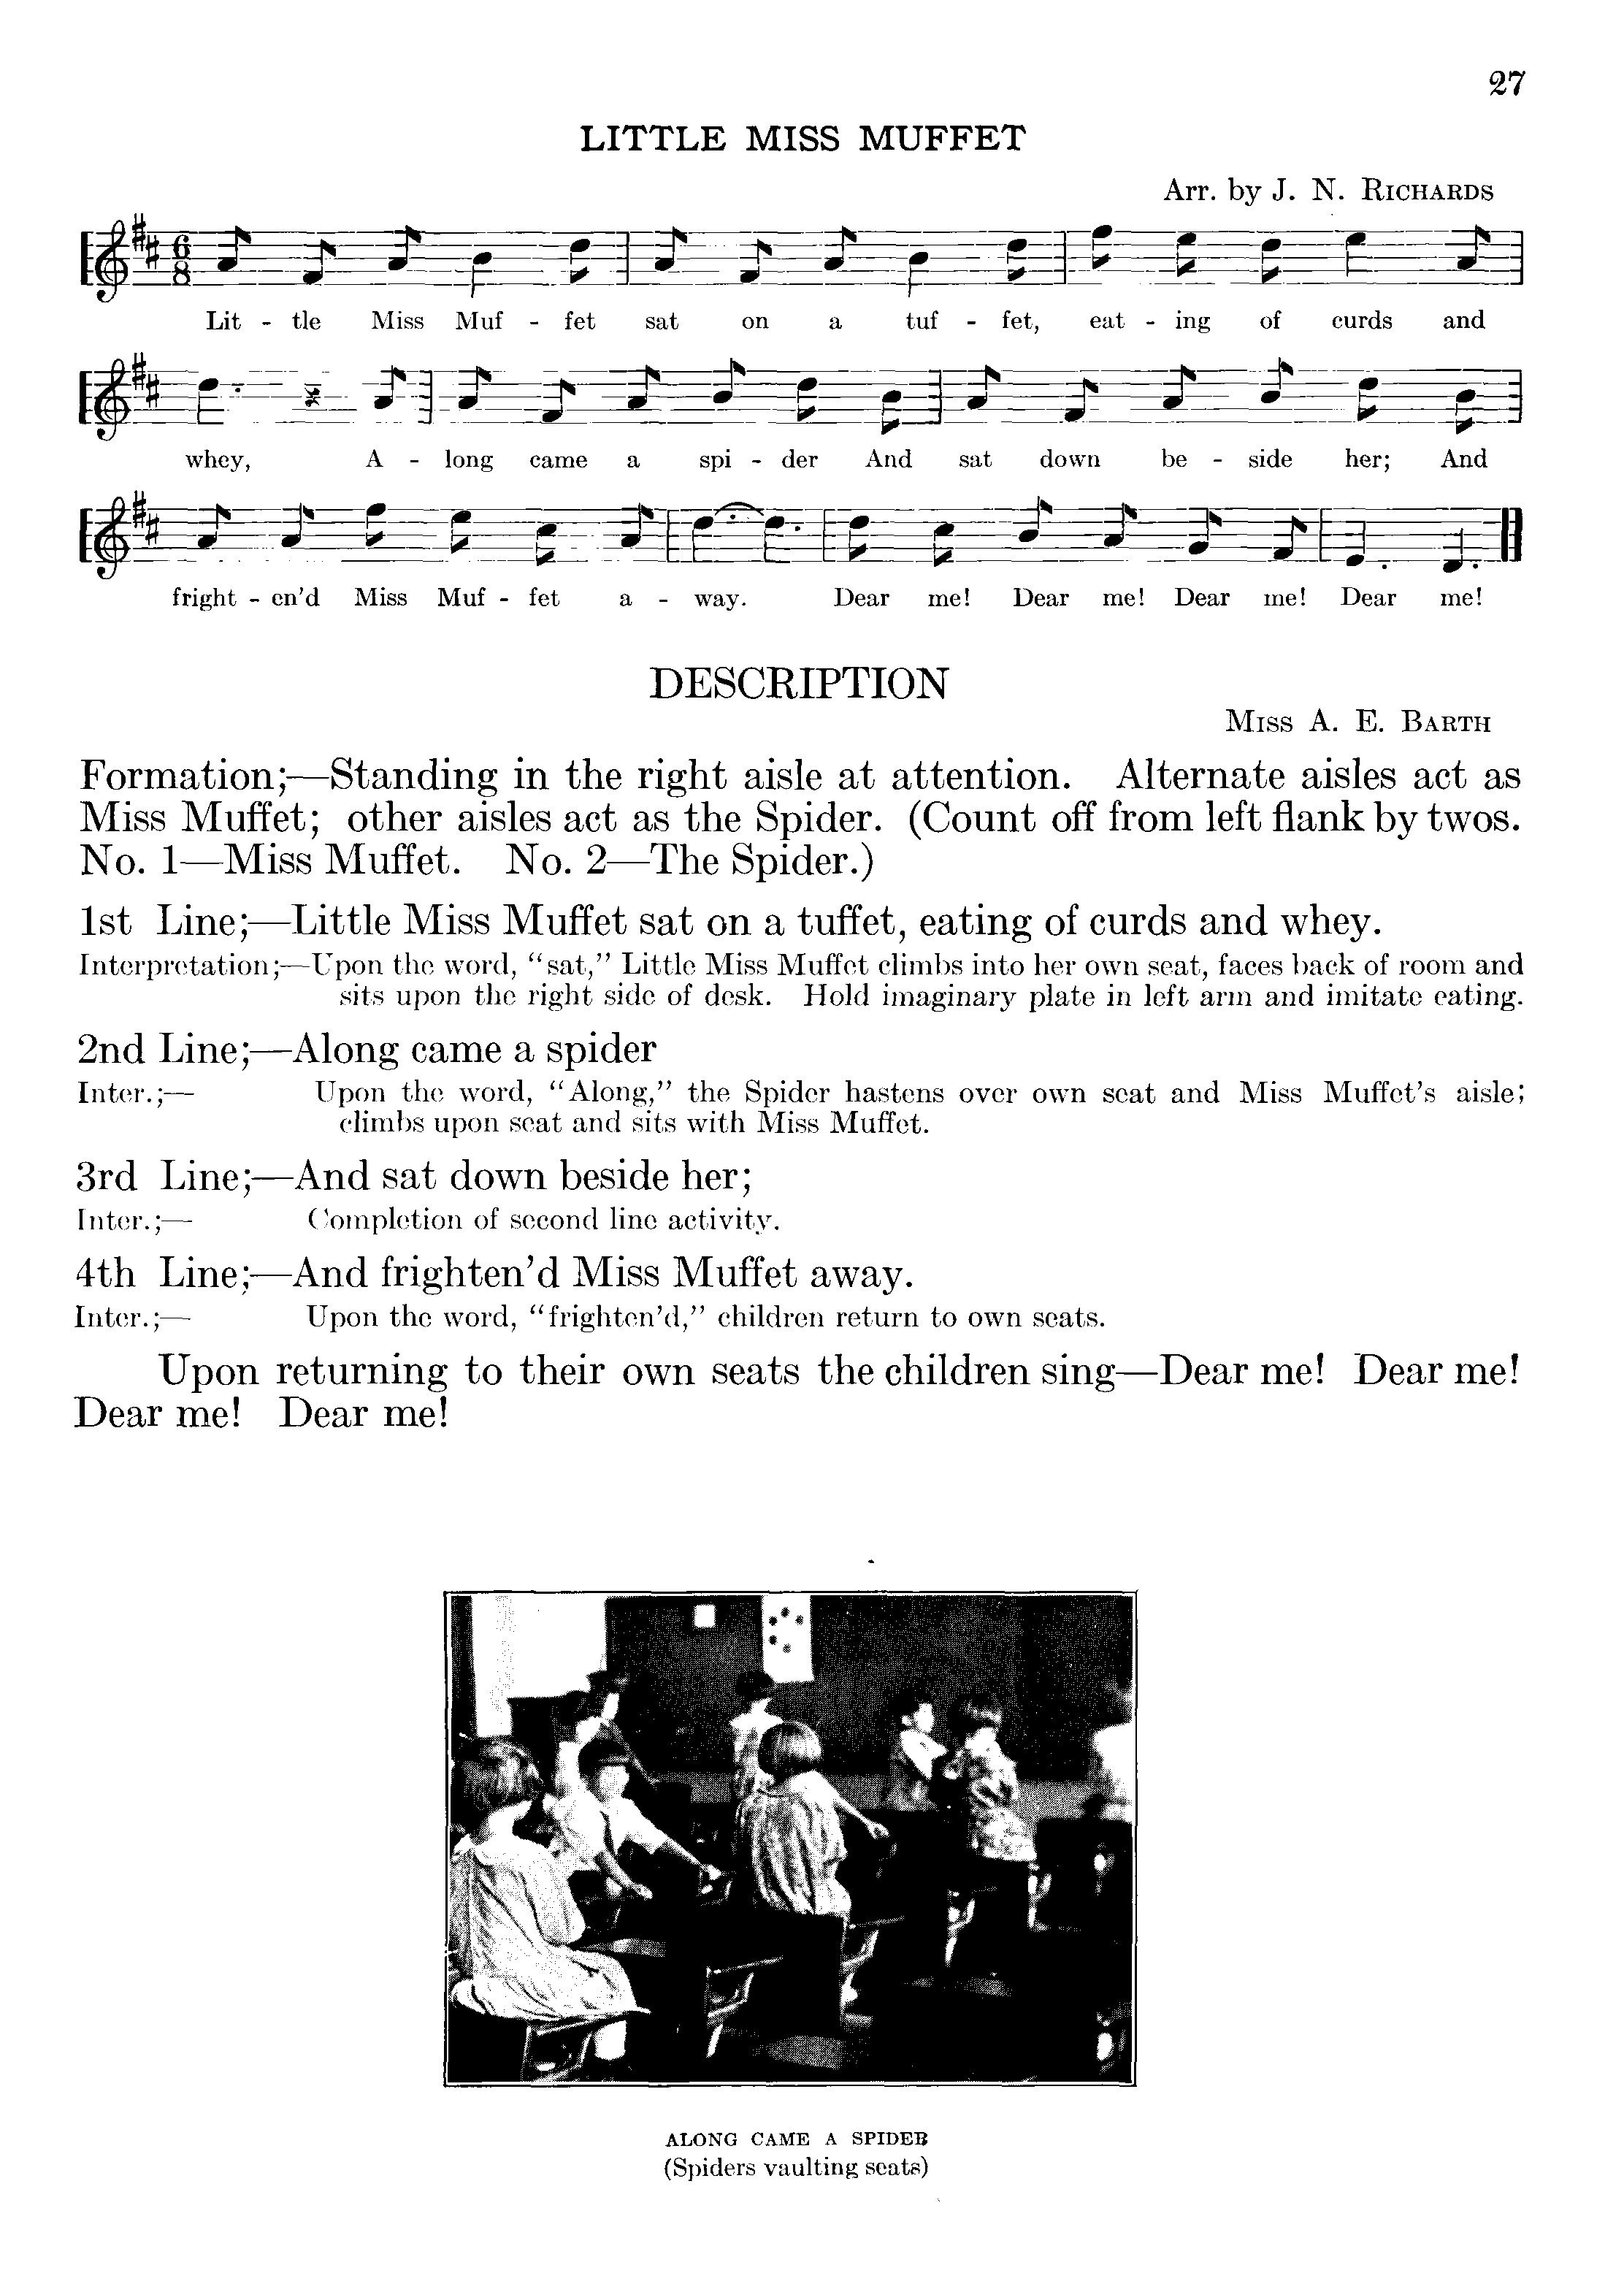 27
LITTLE MISS MUFFET
Arr. by J. N. RICHARDS
6
8
Lit - tle Miss Muf - fet sat on a tuf - fet, eat - ing of curds and
whey, A - long came a spi - der And sat down be - side her; And
fright - en'd Miss Muf - fet a - way. Dear me! Dear me! Dear me! Dear me!
DESCRIPTION
MISS A. E. BARTH
Formation;—Standing in the right aisle at attention. Alternate aisles act as
Miss Muffet; other aisles act as the Spider. (Count off from left flank by twos.
No. 1—Miss Muffet. No. 2—The Spider.)
1st Line;—Little Miss Muffet sat on a tuffet, eating of curds and whey.
Interpretation;—Upon the word, "sat," Little Miss Muffet climbs into her own seat, faces back of room and
sits upon the right side of desk. Hold imaginary plate in left arm and imitate eating.
2nd Line;—Along came a spider
Inter.;— Upon the word, "Along," the Spider hastens over own seat and Miss Muffet's aisle;
climbs upon seat and sits with Miss Muffet.
3rd Line;—And sat down beside her;
Inter.;— Completion of second line activity.
4th Line;—And frighten'd Miss Muffet away.
Inter.;— Upon the word, "frighten'd," children return to own seats.
Upon returning to their own seats the children sing—Dear me! Dear me!
Dear me! Dear me!
ALONG CAME A SPIDER
(Spiders vaulting seats)